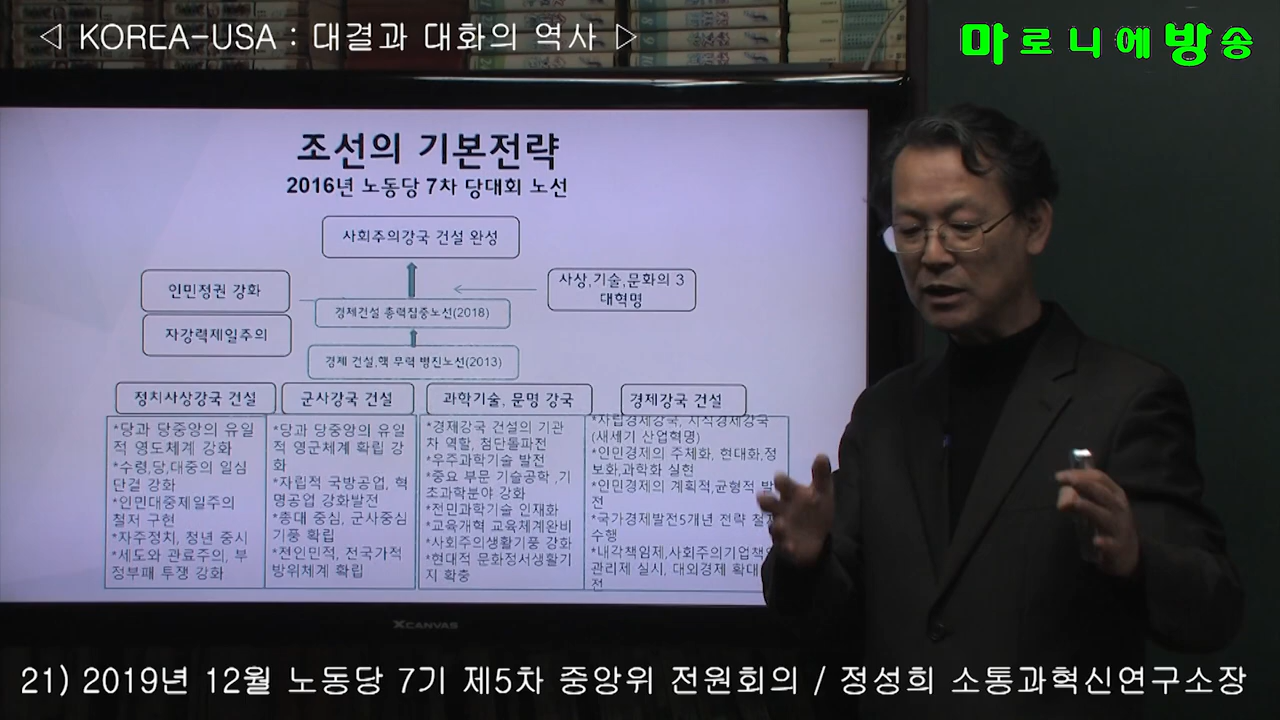 ◁ KOREA-USA : 대결과 대화의 역사 ▷
마로니에방송
조선의 기본전략
2016년 노동당 7차 당대회 노선
사회주의강국 건설 완성
인민정권 강화
자강력제일주의
사상,기술,문화의 3
대혁명
경제건설 총력집중노선(2018)
경제 건설,핵 무력 병진노선(2013)
정치사상강국 건설
*당과 당중앙의 유일
적 영도체계 강화
*수령,당,대중의 일심
단결 강화
*인민대중제일주의
철저 구현
*자주정치, 청년 중시
*세도와 관료주의, 부
정부패 투쟁 강화
군사강국 건설
*당과 당중앙의 유일
적 영군체계 확립 강
화
*자립적 국방공업, 혁
명공업 강화발전
*총대 중심, 군사중심
기풍 확립
*전인민적, 전국가적
방위체계 확립
과학기술, 문명 강국
*경제강국 건설의 기관
차 역할, 첨단돌파전
*우주과학기술 발전
*중요 부문 기슬공학 ,기
초과학분야 강화
*전민과학기술 인재화
*교육개혁 교육체계완비
*사회주의생활기풍 강화
*현대적 문화정서생활기
지 확충
경제강국 건설
*자립경제강국, 지식경제강국
(새세기 산업혁명)
*인민경제의 주체화, 현대화,정
보화,과학화 실현
*인민경제의 계획적,균형적 발
전
*국가경제발전5개년 전략 철저
수행
*내각책임제,사회주의기업책임
관리제 실시, 대외경제 확대
전
XCANVAS
21) 2019년 12월 노동당 7기 제5차 중앙위 전원회의 / 정성희 소통과혁신연구소장